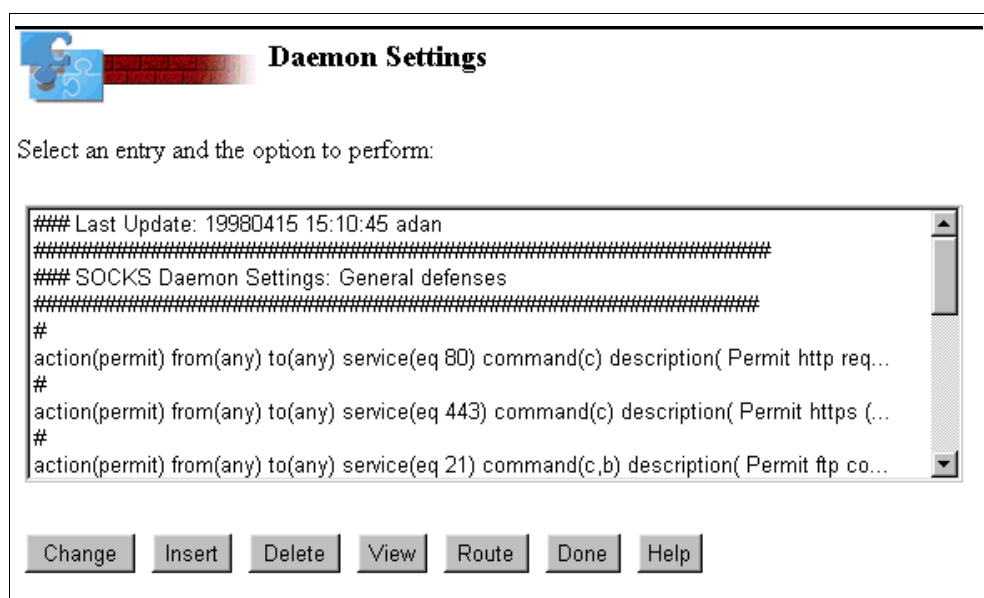 Daemon Settings
Select an entry and the option to perform:
### Last Update: 19980415 15:10:45 adan
################################################################
### SOCKS Daemon Settings: General defenses
###############################################################
#
action(permit) from(any) to(any) service(eq 80) command(c) description( Permit http req...
#
action(permit) from(any) to(any) service(eq 443) command(c) description( Permit https (...
#
action(permit) from(any) to(any) service(eq 21) command(c,b) description( Permit ftp co...
Change Insert Delete View Route Done Help